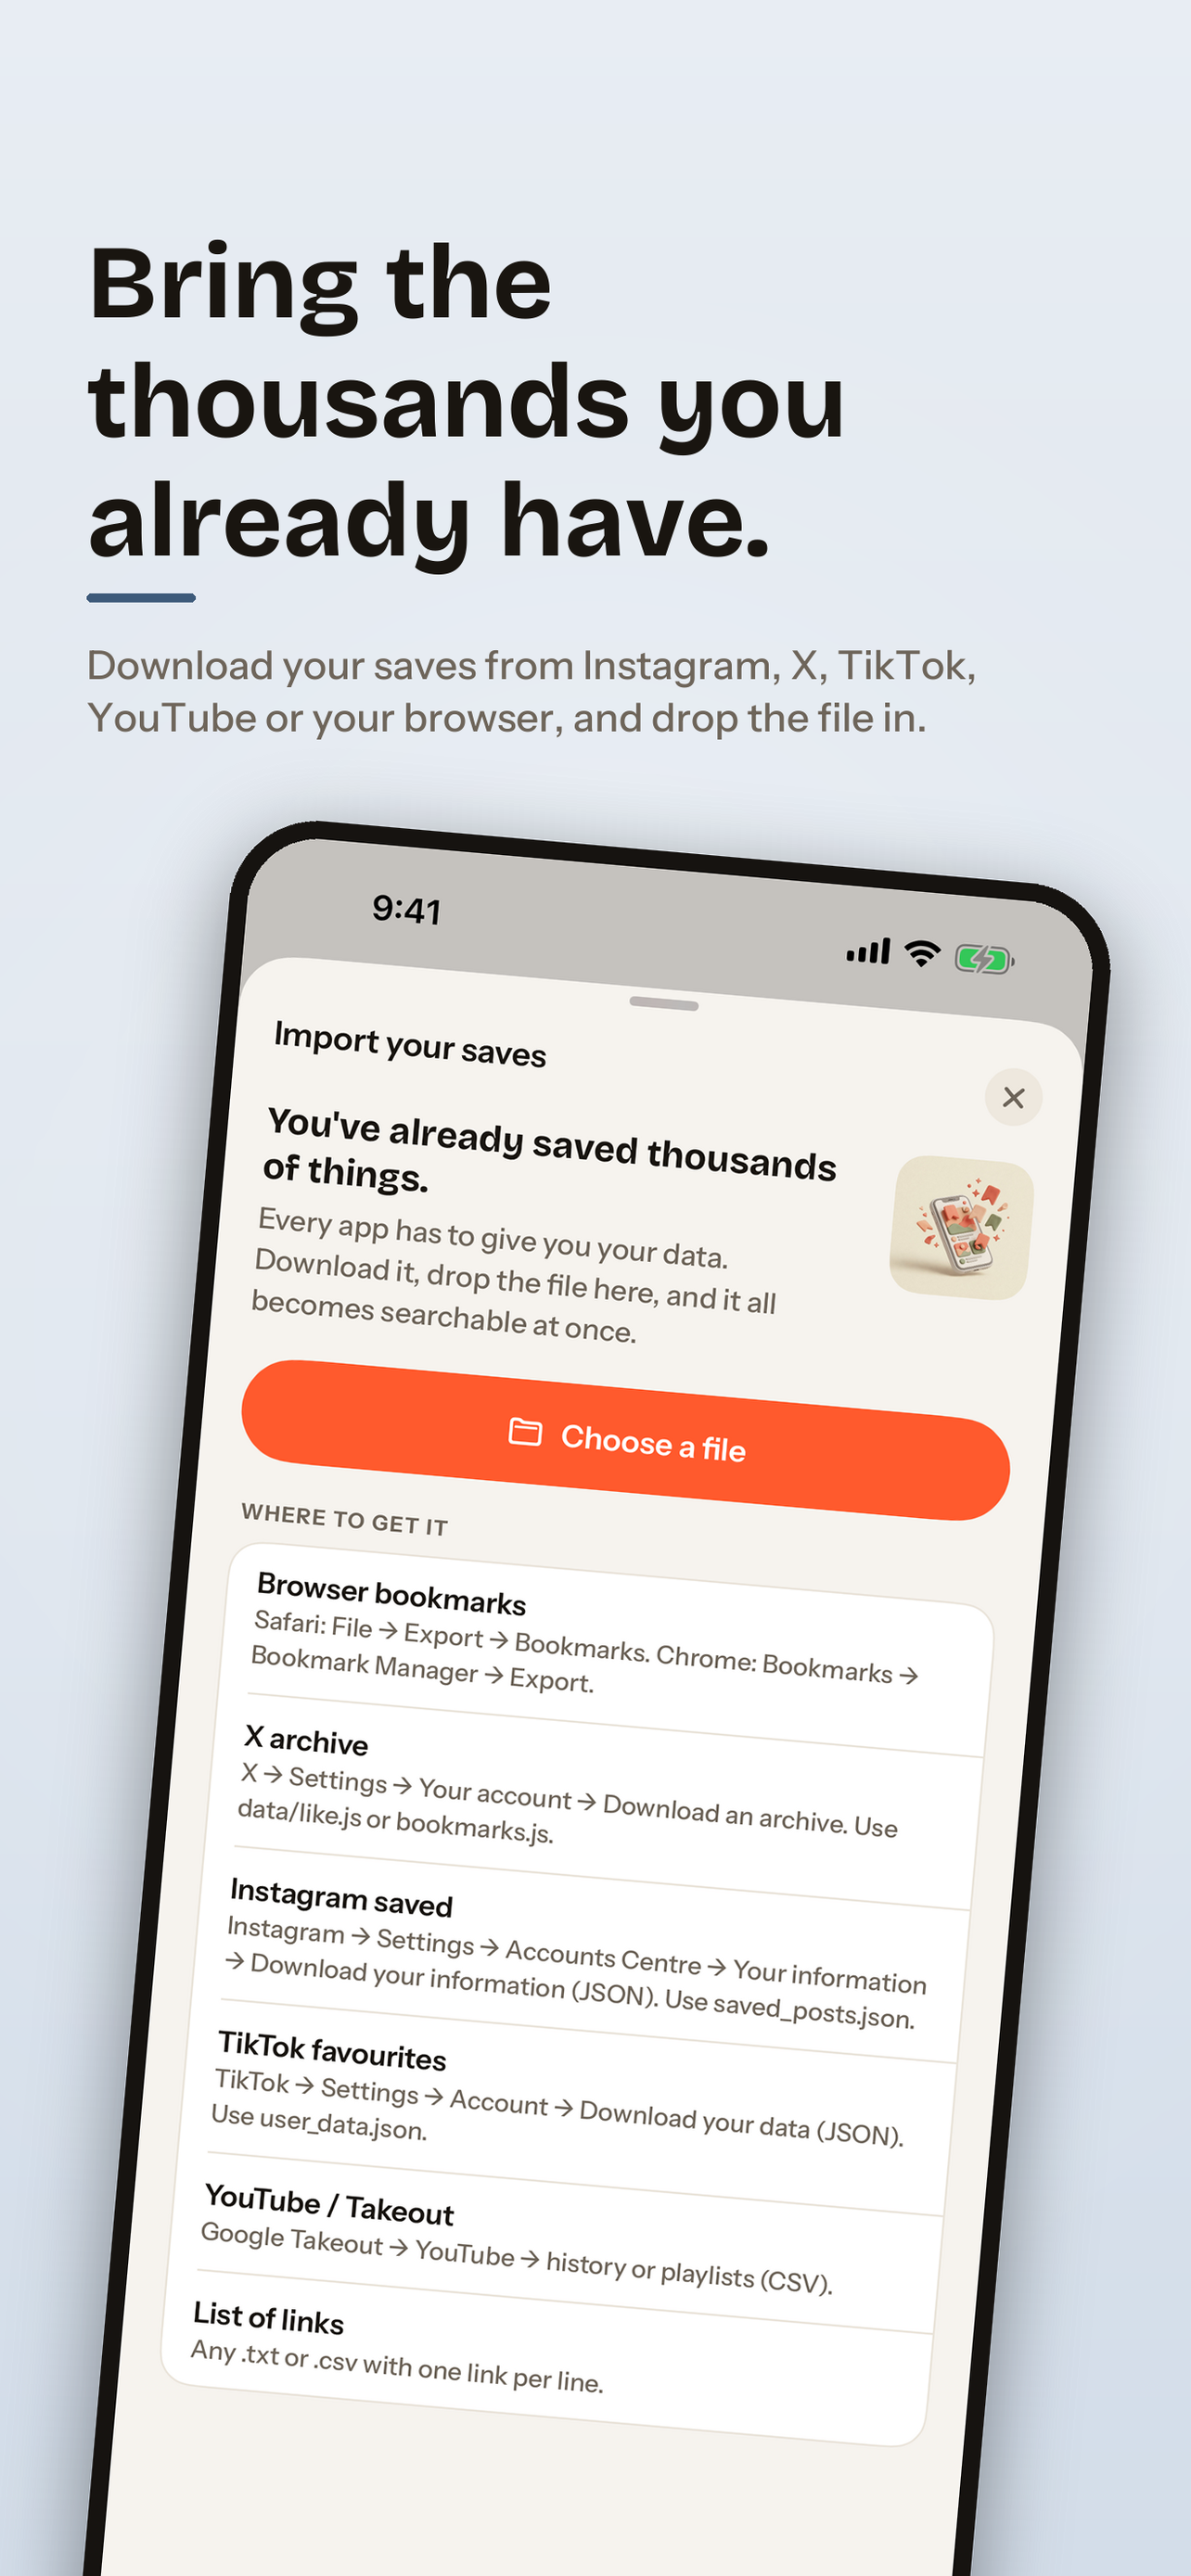 Bring the
thousands you
already have.
Download your saves from Instagram, X, TikTok,
YouTube or your browser, and drop the file in.
9:41
Import your saves
You've already saved thousands
of things.
Every app has to give you your data.
Download it, drop the file here, and it all
becomes searchable at once.
Choose a file
WHERE TO GET IT
Browser bookmarks
Safari: File → Export → Bookmarks. Chrome: Bookmarks →
Bookmark Manager → Export.
X archive
X → Settings → Your account → Download an archive. Use
data/like.js or bookmarks.js.
Instagram saved
Instagram → Settings → Accounts Centre → Your information
→ Download your information (JSON). Use saved_posts.json.
TikTok favourites
TikTok → Settings → Account → Download your data (JSON).
Use user_data.json.
YouTube / Takeout
Google Takeout → YouTube → history or playlists (CSV).
List of links
Any .txt or .csv with one link per line.